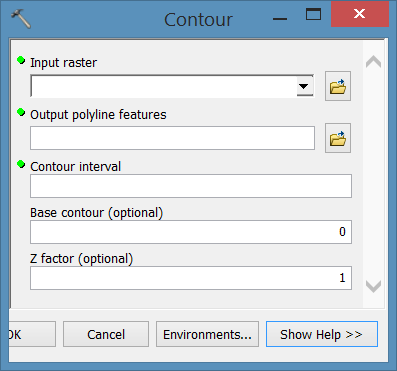 Contour
Input raster
Output polyline features
Contour interval
Base contour (optional)
0
Z factor (optional)
1
OK Cancel Environments... Show Help >>